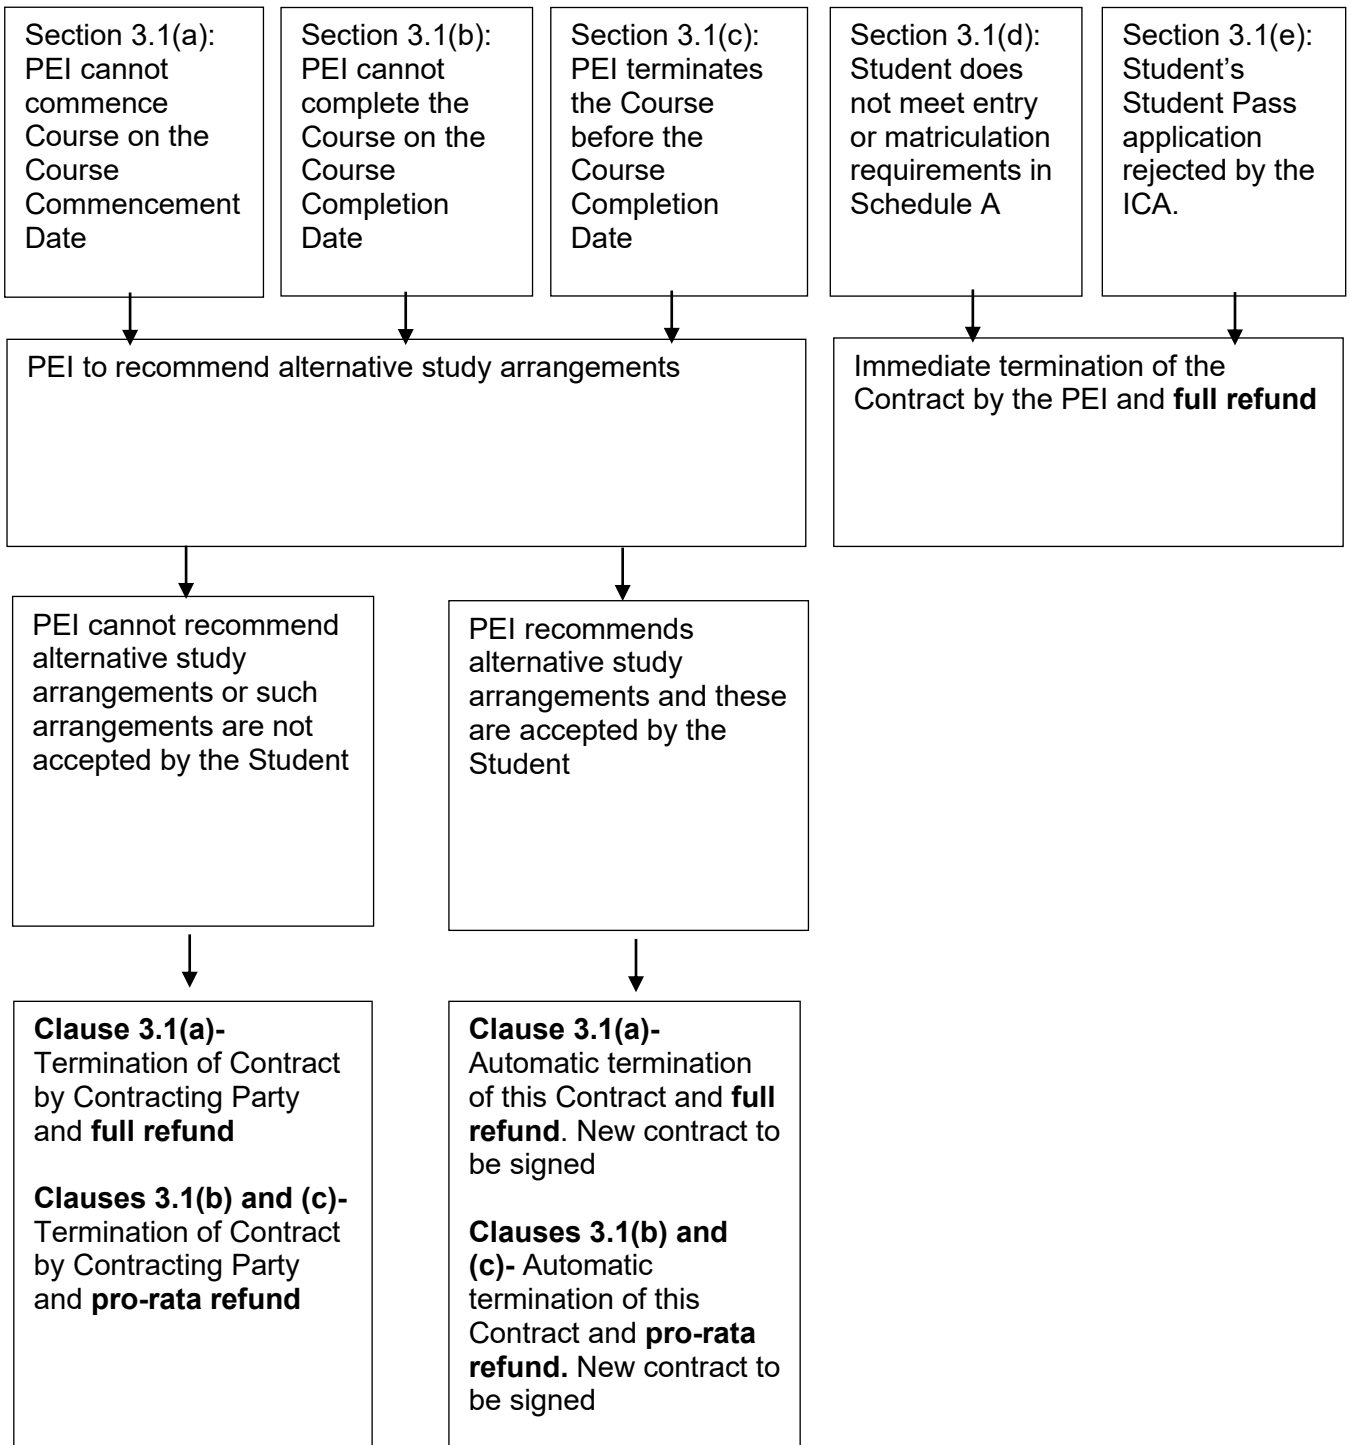 Section 3.1(a):
PEI cannot
commence
Course on the
Course
Commencement
Date
Section 3.1(b):
PEI cannot
complete the
Course on the
Course
Completion
Date
Section 3.1(c):
PEI terminates
the Course
before the
Course
Completion
Date
Section 3.1(d):
Student does
not meet entry
or matriculation
requirements in
Schedule A
Section 3.1(e):
Student’s
Student Pass
application
rejected by the
ICA.
PEI to recommend alternative study arrangements
Immediate termination of the
Contract by the PEI and full refund
PEI cannot recommend
alternative study
arrangements or such
arrangements are not
accepted by the Student
PEI recommends
alternative study
arrangements and these
are accepted by the
Student
Clause 3.1(a)-
Termination of Contract
by Contracting Party
and full refund
Clauses 3.1(b) and (c)-
Termination of Contract
by Contracting Party
and pro-rata refund
Clause 3.1(a)-
Automatic termination
of this Contract and full
refund. New contract to
be signed
Clauses 3.1(b) and
(c)- Automatic
termination of this
Contract and pro-rata
refund. New contract to
be signed